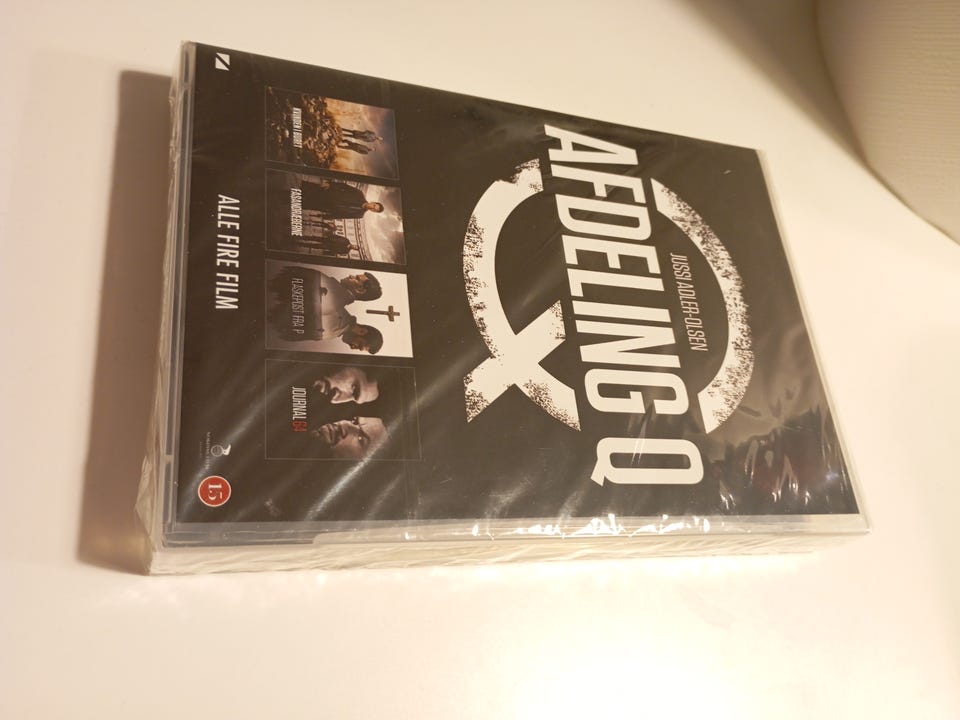 JUSSI ADLER-OLSEN
AFDELING Q
KVINDEN I BURET
FASANDRÆBERNE
FLASKEPOST FRA P
JOURNAL 64
ALLE FIRE FILM
15